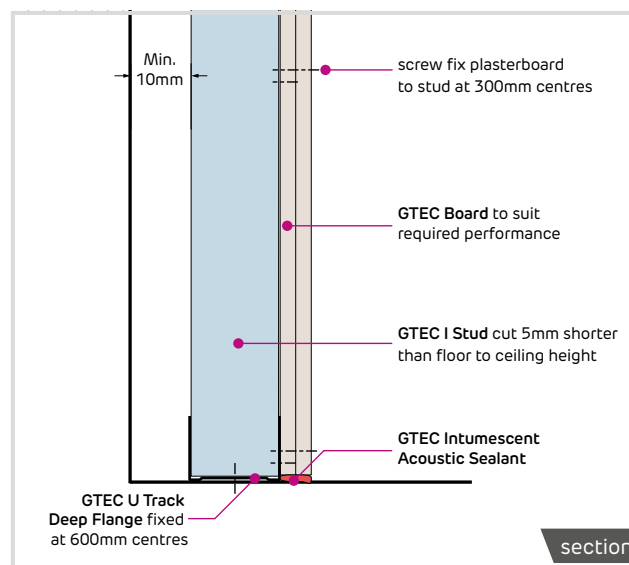 Min.
10mm
screw fix plasterboard
to stud at 300mm centres
GTEC Board to suit
required performance
GTEC I Stud cut 5mm shorter
than floor to ceiling height
GTEC Intumescent
Acoustic Sealant
GTEC U Track
Deep Flange fixed
at 600mm centres
section